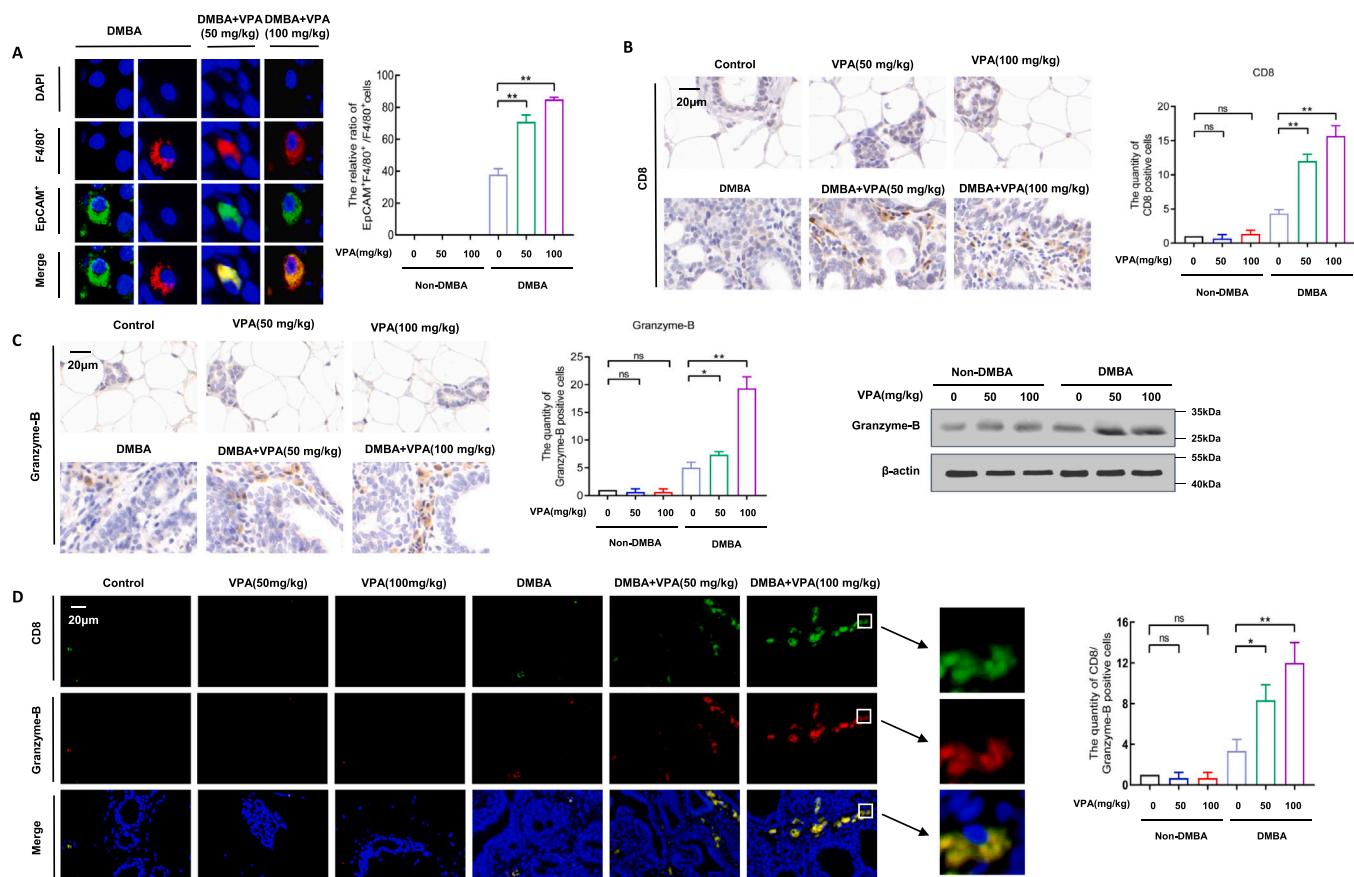 A
DMBA
DMBA+VPA
(50 mg/kg)
DMBA+VPA
(100 mg/kg)
DAPI
F4/80⁺
EpCAM⁺
Merge
The relative ratio of
EpCAM⁺F4/80⁺ /F4/80⁺cells
100
80
60
40
20
0
**
**
VPA(mg/kg)
0 50 100 0 50 100
Non-DMBA DMBA
B
CD8
Control VPA(50 mg/kg) VPA(100 mg/kg)
20μm
DMBA DMBA+VPA(50 mg/kg) DMBA+VPA(100 mg/kg)
CD8
The quantity of
CD8 positive cells
20
15
10
5
0
ns
ns
**
**
VPA(mg/kg) 0 50 100 0 50 100
Non-DMBA DMBA
C
Granzyme-B
Control VPA(50 mg/kg) VPA(100 mg/kg)
20μm
DMBA DMBA+VPA(50 mg/kg) DMBA+VPA(100 mg/kg)
Granzyme-B
The quantity of
Granzyme-B positive cells
25
20
15
10
5
0
ns
ns
**
*
VPA(mg/kg) 0 50 100 0 50 100
Non-DMBA DMBA
Non-DMBA DMBA
VPA(mg/kg) 0 50 100 0 50 100
Granzyme-B
35kDa
25kDa
β-actin
55kDa
40kDa
D
Control VPA(50mg/kg) VPA(100mg/kg) DMBA DMBA+VPA(50 mg/kg) DMBA+VPA(100 mg/kg)
20μm
CD8
Granzyme-B
Merge
The quantity of CD8/
Granzyme-B positive cells
16
12
8
4
0
ns
ns
**
*
VPA(mg/kg) 0 50 100 0 50 100
Non-DMBA DMBA